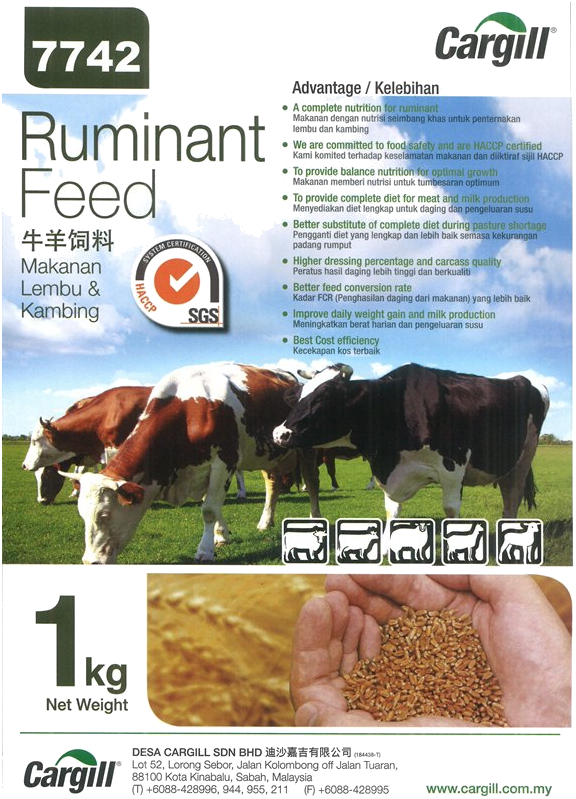 7742
Cargill®
Ruminant
Feed
牛羊饲料
Makanan
Lembu &
Kambing
SYSTEM CERTIFICATION
HACCP
SGS
Advantage / Kelebihan
• A complete nutrition for ruminant
Makanan dengan nutrisi seimbang khas untuk penternakan
lembu dan kambing
• We are committed to food safety and are HACCP certified
Kami komited terhadap keselamatan makanan dan diiktiraf sijil HACCP
• To provide balance nutrition for optimal growth
Makanan memberi nutrisi untuk tumbesaran optimum
• To provide complete diet for meat and milk production
Menyediakan diet lengkap untuk daging dan pengeluaran susu
• Better substitute of complete diet during pasture shortage
Pengganti diet yang lengkap dan lebih baik semasa kekurangan
padang rumput
• Higher dressing percentage and carcass quality
Peratus hasil daging lebih tinggi dan berkualiti
• Better feed conversion rate
Kadar FCR (Penghasilan daging dari makanan) yang lebih baik
• Improve daily weight gain and milk production
Meningkatkan berat harian dan pengeluaran susu
• Best Cost efficiency
Kecekapan kos terbaik
1kg
Net Weight
Cargill®
DESA CARGILL SDN BHD 迪沙嘉吉有限公司 (184438-T)
Lot 52, Lorong Sebor, Jalan Kolombong off Jalan Tuaran,
88100 Kota Kinabalu, Sabah, Malaysia
(T) +6088-428996, 944, 955, 211 (F) +6088-428995
www.cargill.com.my